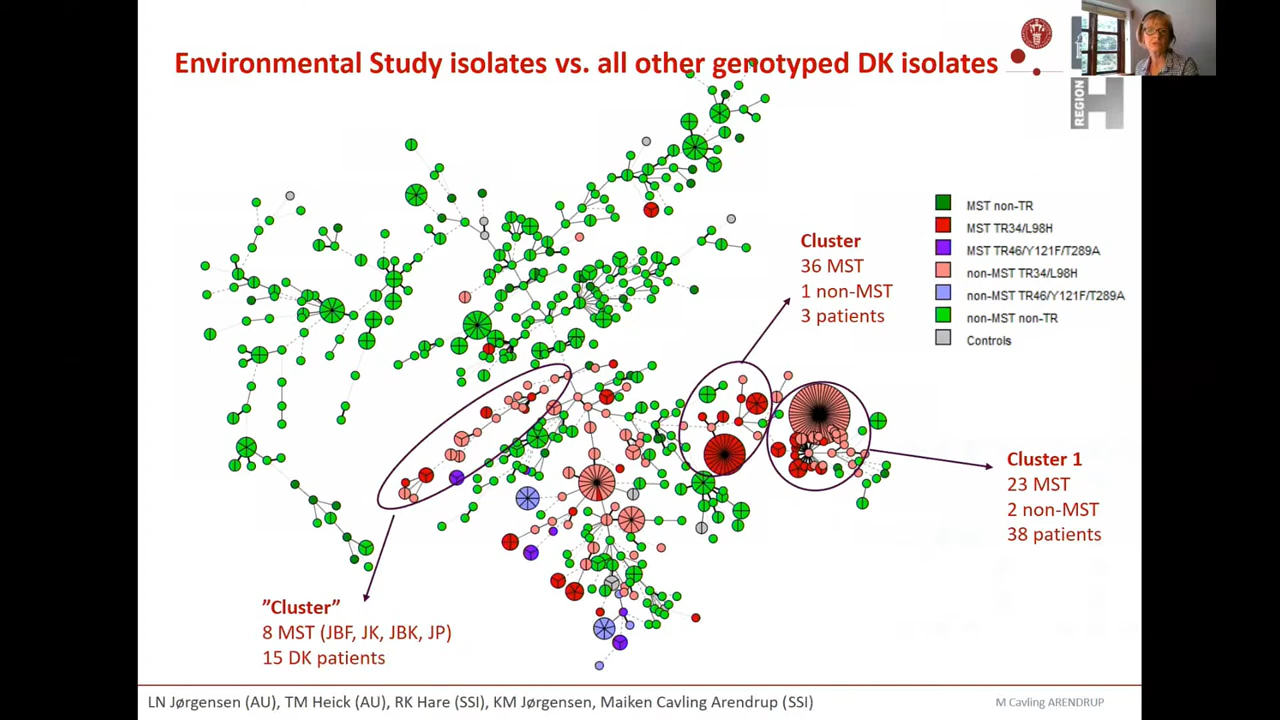 Environmental Study isolates vs. all other genotyped DK isolates
REGION
H
MST non-TR
MST TR34/L98H
MST TR46/Y121F/T289A
non-MST TR34/L98H
non-MST TR46/Y121F/T289A
non-MST non-TR
Controls
Cluster
36 MST
1 non-MST
3 patients
Cluster 1
23 MST
2 non-MST
38 patients
”Cluster”
8 MST (JBF, JK, JBK, JP)
15 DK patients
LN Jørgensen (AU), TM Heick (AU), RK Hare (SSI), KM Jørgensen, Maiken Cavling Arendrup (SSI)
M Cavling ARENDRUP